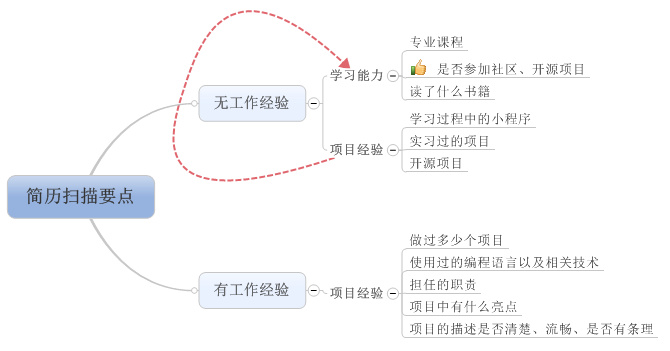 简历扫描要点
无工作经验
学习能力
专业课程
是否参加社区、开源项目
读了什么书籍
项目经验
学习过程中的小程序
实习过的项目
开源项目
有工作经验
项目经验
做过多少个项目
使用过的编程语言以及相关技术
担任的职责
项目中有什么亮点
项目的描述是否清楚、流畅、是否有条理